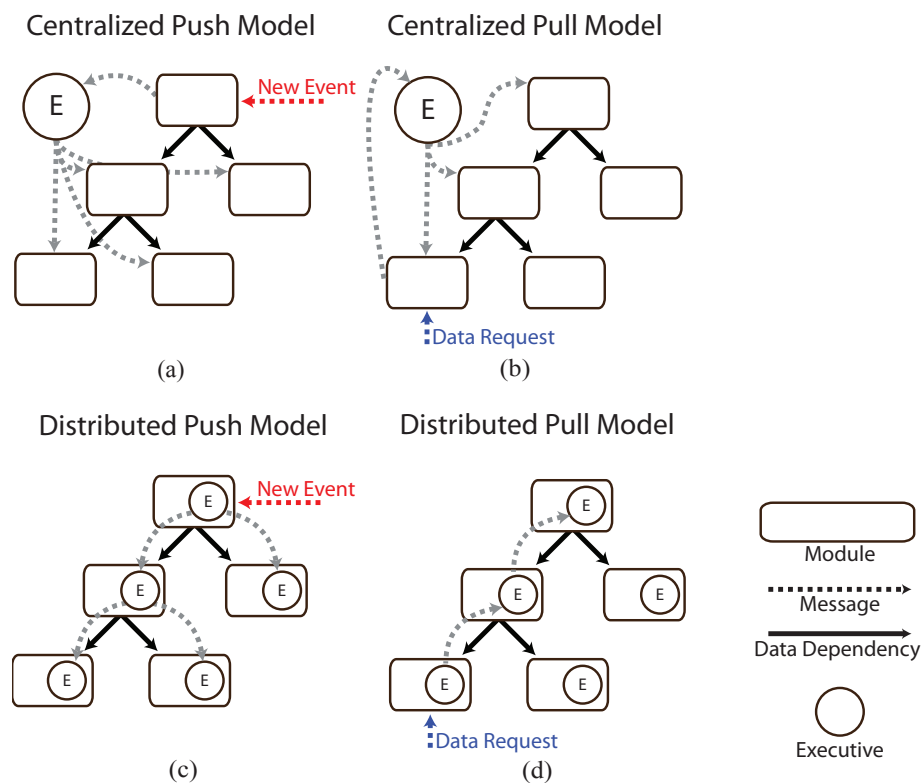 Centralized Push Model
Centralized Pull Model
E
New Event
E
Data Request
(a)
(b)
Distributed Push Model
Distributed Pull Model
E
New Event
E
E
E
E
E
E
E
E
E
Data Request
(c)
(d)
Module
Message
Data Dependency
Executive